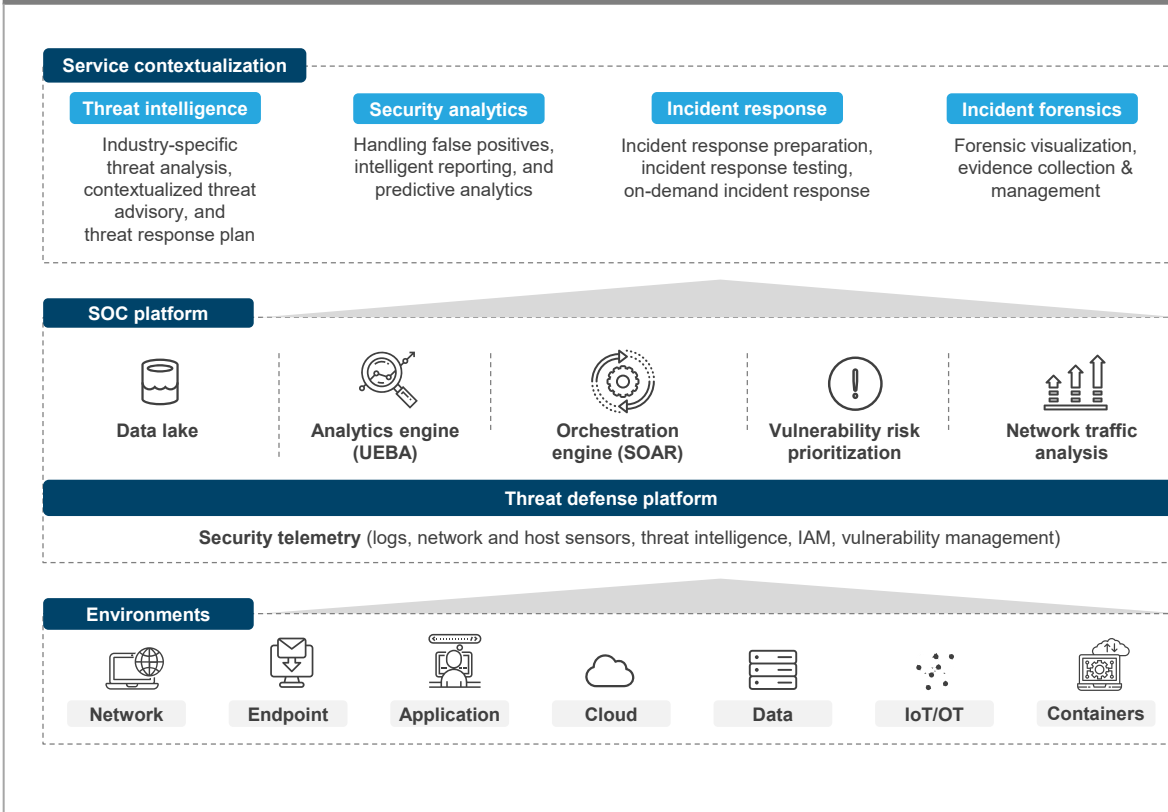 Service contextualization
Threat intelligence
Industry-specific
threat analysis,
contextualized threat
advisory, and
threat response plan
Security analytics
Handling false positives,
intelligent reporting, and
predictive analytics
Incident response
Incident response preparation,
incident response testing,
on-demand incident response
Incident forensics
Forensic visualization,
evidence collection &
management
SOC platform
Data lake
Analytics engine
(UEBA)
Orchestration
engine (SOAR)
Vulnerability risk
prioritization
Network traffic
analysis
Threat defense platform
Security telemetry (logs, network and host sensors, threat intelligence, IAM, vulnerability management)
Environments
Network
Endpoint
Application
Cloud
Data
IoT/OT
Containers